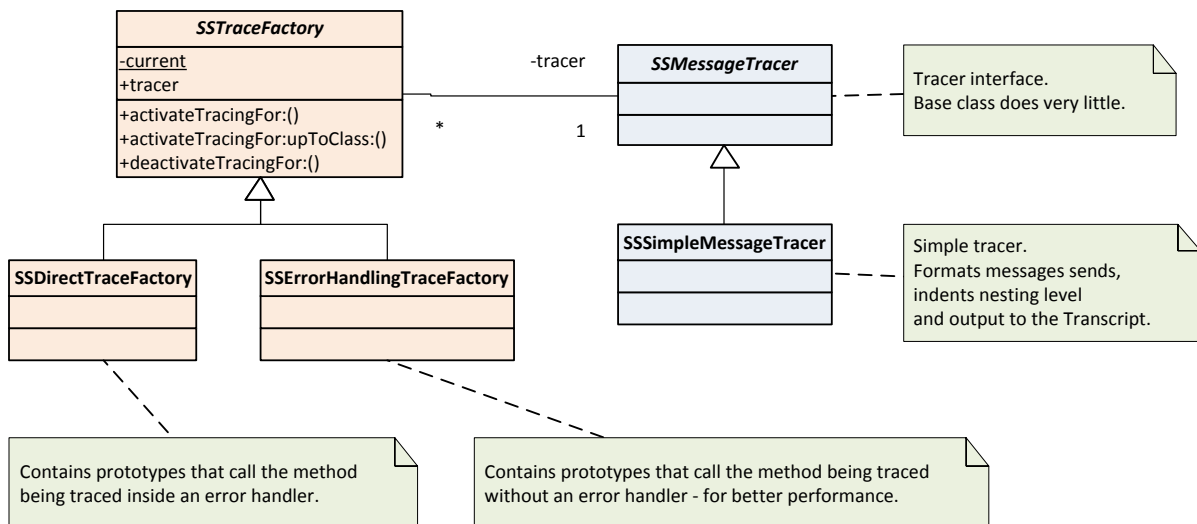 SSTraceFactory
-current
+tracer
+activateTracingFor:()
+activateTracingFor:upToClass:()
+deactivateTracingFor:()
-tracer
*
1
SSMessageTracer
Tracer interface.
Base class does very little.
SSDirectTraceFactory
SSErrorHandlingTraceFactory
SSSimpleMessageTracer
Simple tracer.
Formats messages sends,
indents nesting level
and output to the Transcript.
Contains prototypes that call the method
being traced inside an error handler.
Contains prototypes that call the method being traced
without an error handler - for better performance.